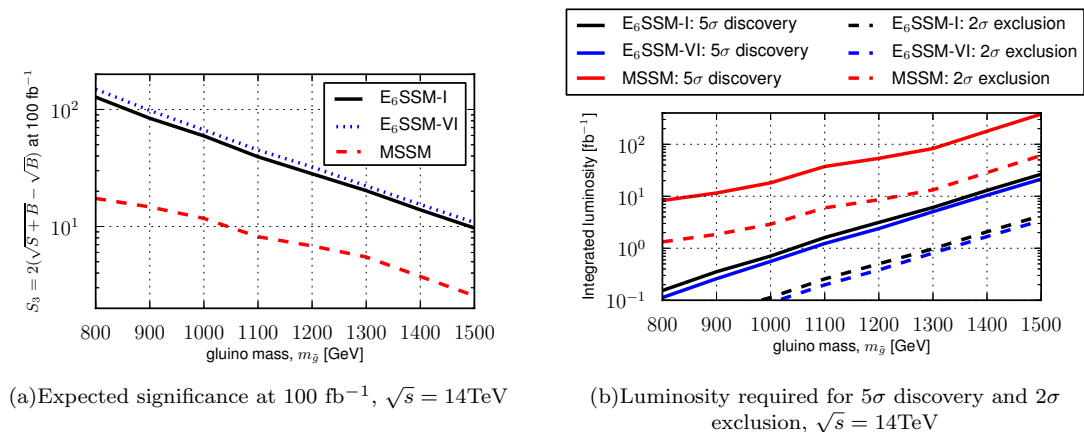 S₃ = 2(√(S + B) − √B) at 100 fb⁻¹
10²
10¹
E₆SSM-I
E₆SSM-VI
MSSM
800 900 1000 1100 1200 1300 1400 1500
gluino mass, m_g̃ [GeV]
(a)Expected significance at 100 fb⁻¹, √s = 14TeV
E₆SSM-I: 5σ discovery
E₆SSM-VI: 5σ discovery
MSSM: 5σ discovery
E₆SSM-I: 2σ exclusion
E₆SSM-VI: 2σ exclusion
MSSM: 2σ exclusion
Integrated luminosity [fb⁻¹]
10²
10¹
10⁰
10⁻¹
800 900 1000 1100 1200 1300 1400 1500
gluino mass, m_g̃ [GeV]
(b)Luminosity required for 5σ discovery and 2σ
exclusion, √s = 14TeV